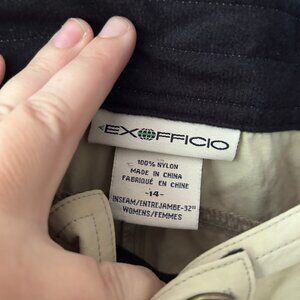 EXOFFICIO
100% NYLON
MADE IN CHINA
FABRIQUÉ EN CHINE
-14-
INSEAM/ENTREJAMBE-32"
WOMENS/FEMMES